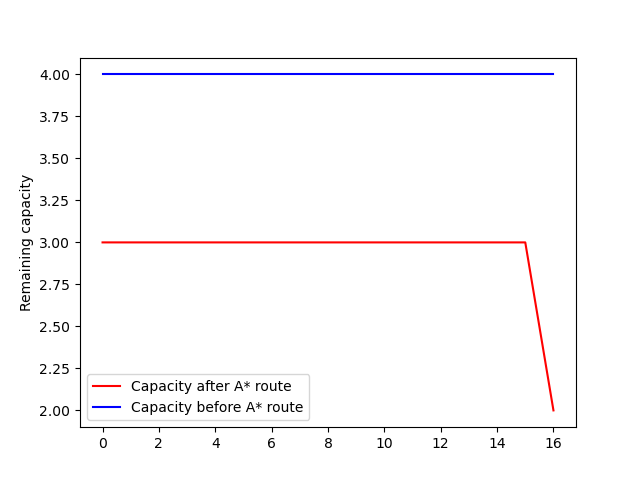 4.00
3.75
3.50
3.25
3.00
2.75
2.50
2.25
2.00
Remaining capacity
Capacity after A* route
Capacity before A* route
0 2 4 6 8 10 12 14 16